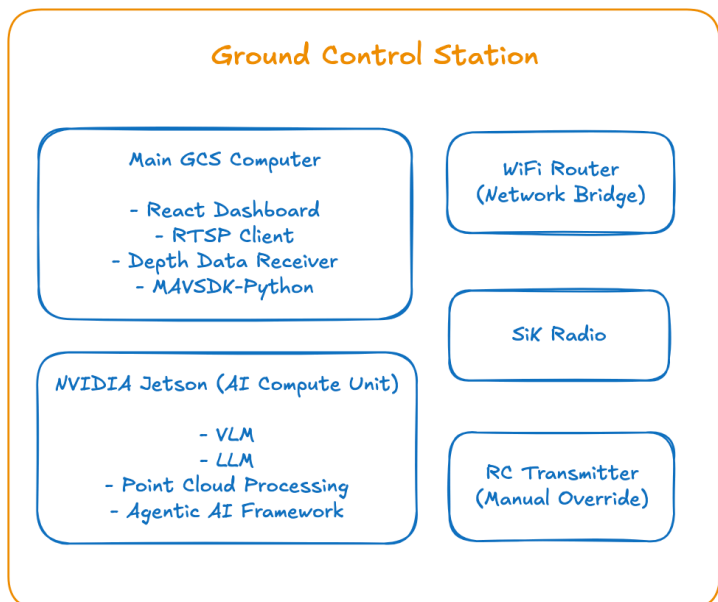 Ground Control Station
Main GCS Computer
- React Dashboard
- RTSP Client
- Depth Data Receiver
- MAVSDK-Python
WiFi Router
(Network Bridge)
SiK Radio
NVIDIA Jetson (AI Compute Unit)
- VLM
- LLM
- Point Cloud Processing
- Agentic AI Framework
RC Transmitter
(Manual Override)